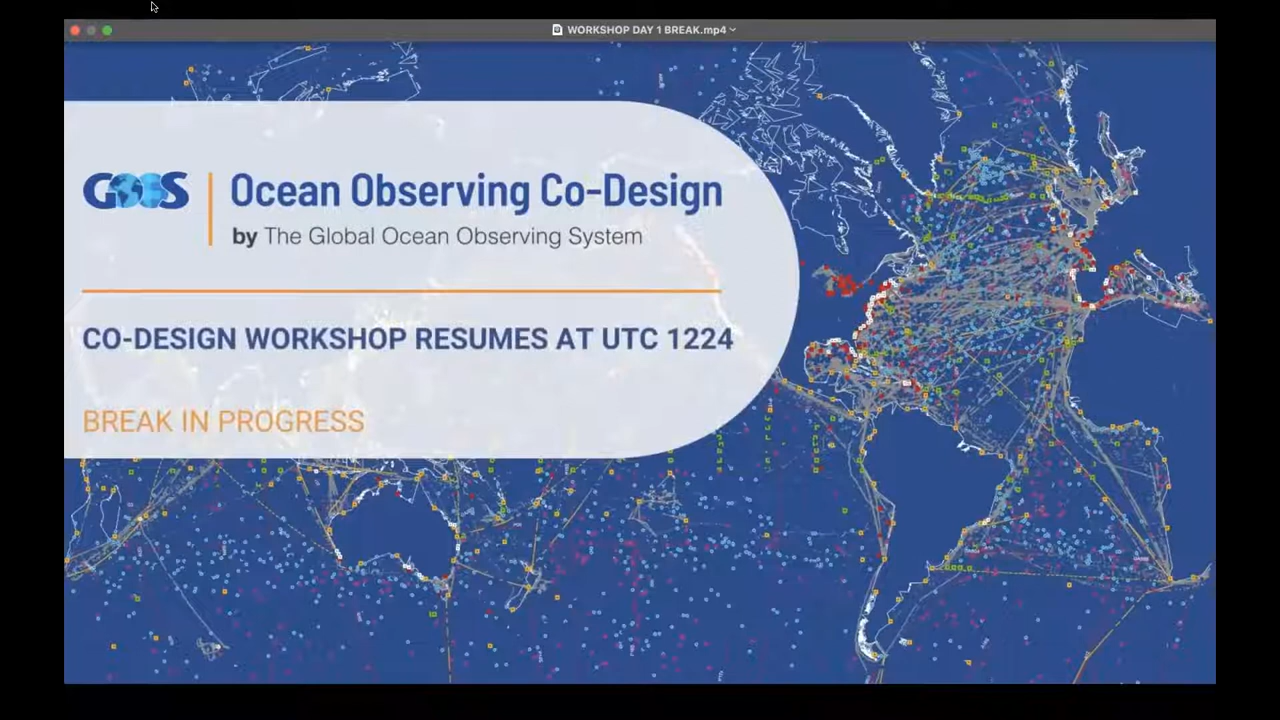 WORKSHOP DAY 1 BREAK.mp4
GOOS
Ocean Observing Co-Design
by The Global Ocean Observing System
CO-DESIGN WORKSHOP RESUMES AT UTC 1224
BREAK IN PROGRESS